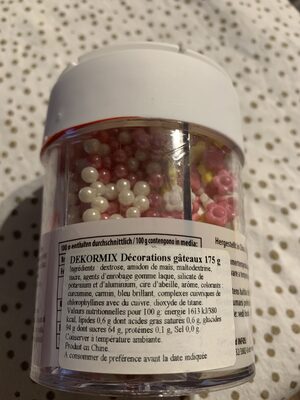 100 g enthalten durchschnittlich / 100 g contengono in media:
DEKORMIX Décorations gâteaux 175 g
Ingrédients : dextrose, amidon de maïs, maltodextrine,
sucre, agents d'enrobage gomme laque, silicate de
potassium et d'aluminium, cire d'abeille, arôme, colorants :
curcumine, carmin, bleu brillant, complexes cuivriques de
chlorophyllines avec du cuivre, dioxyde de titane.
Valeurs nutritionnelles pour 100 g: énergie 1613 kJ/380
kcal, lipides 0,6 g dont acides gras saturés 0,6 g, glucides
94 g dont sucres 64 g, protéines 0,1 g, Sel 0,0 g.
Conserver à température ambiante.
Produit en Chine.
A consommer de préférence avant la date indiquée
Hergestellt in